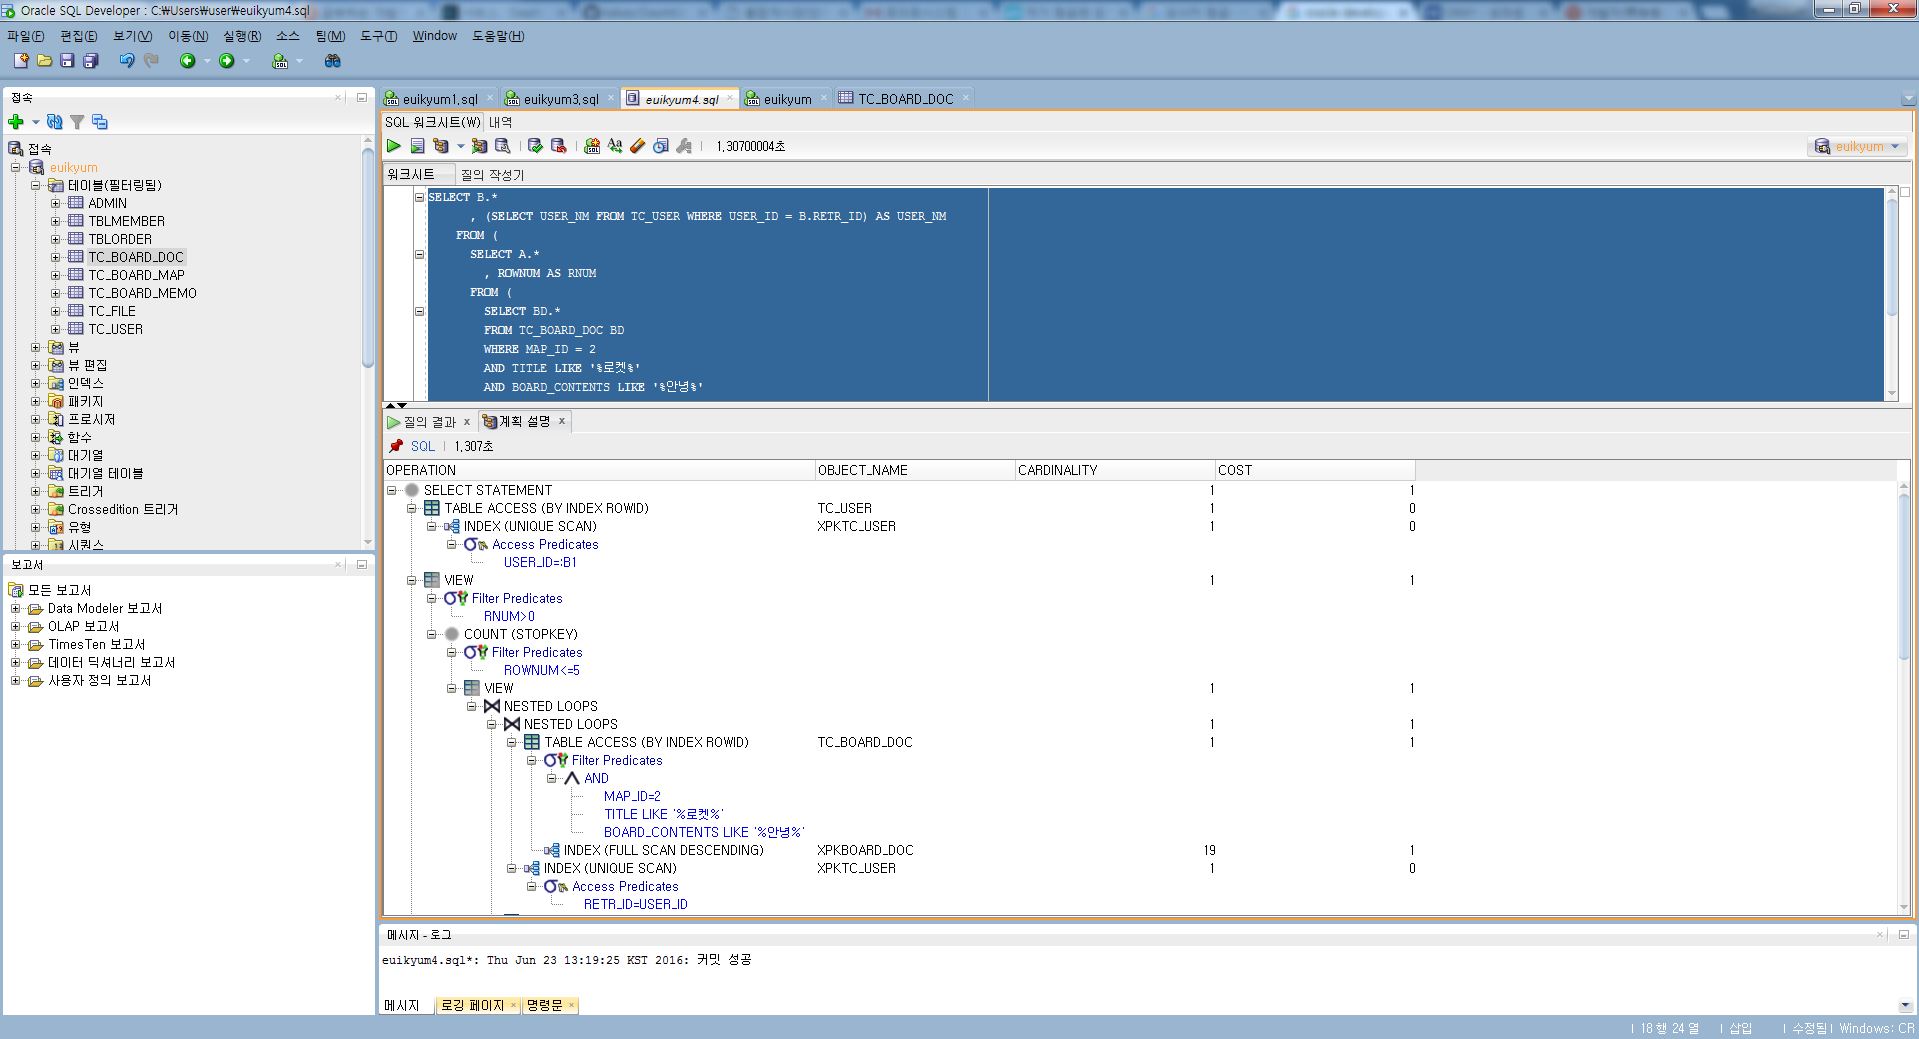 Oracle SQL Developer : C:₩Users₩user₩euikyum4.sql
파일(F) 편집(E) 보기(V) 이동(N) 실행(R) 소스 팀(M) 도구(T) Window 도움말(H)
접속
접속
euikyum
테이블(필터링됨)
ADMIN
TBLMEMBER
TBLORDER
TC_BOARD_DOC
TC_BOARD_MAP
TC_BOARD_MEMO
TC_FILE
TC_USER
뷰
뷰 편집
인덱스
패키지
프로시저
함수
대기열
대기열 테이블
트리거
Crossedition 트리거
유형
시퀀스
보고서
모든 보고서
Data Modeler 보고서
OLAP 보고서
TimesTen 보고서
데이터 딕셔너리 보고서
사용자 정의 보고서
euikyum1.sql euikyum3.sql euikyum4.sql euikyum TC_BOARD_DOC
SQL 워크시트(W) 내역
1.30700004초 euikyum
워크시트 질의 작성기
SELECT B.*
, (SELECT USER_NM FROM TC_USER WHERE USER_ID = B.RETR_ID) AS USER_NM
FROM (
SELECT A.*
, ROWNUM AS RNUM
FROM (
SELECT BD.*
FROM TC_BOARD_DOC BD
WHERE MAP_ID = 2
AND TITLE LIKE '%로켓%'
AND BOARD_CONTENTS LIKE '%안녕%'
질의 결과 x 계획 설명 x
SQL | 1.307초
OPERATION OBJECT_NAME CARDINALITY COST
SELECT STATEMENT 1 1
TABLE ACCESS (BY INDEX ROWID) TC_USER 1 0
INDEX (UNIQUE SCAN) XPKTC_USER 1 0
Access Predicates
USER_ID=:B1
VIEW 1 1
Filter Predicates
RNUM>0
COUNT (STOPKEY)
Filter Predicates
ROWNUM<=5
VIEW 1 1
NESTED LOOPS
NESTED LOOPS 1 1
TABLE ACCESS (BY INDEX ROWID) TC_BOARD_DOC 1 1
Filter Predicates
AND
MAP_ID=2
TITLE LIKE '%로켓%'
BOARD_CONTENTS LIKE '%안녕%'
INDEX (FULL SCAN DESCENDING) XPKBOARD_DOC 19 1
INDEX (UNIQUE SCAN) XPKTC_USER 1 0
Access Predicates
RETR_ID=USER_ID
메시지 - 로그
euikyum4.sql*: Thu Jun 23 13:19:25 KST 2016: 커밋 성공
메시지 로깅 페이지 × 명령문 ×
| 18 행 24 열 | 삽입 | 수정됨 | Windows: CR